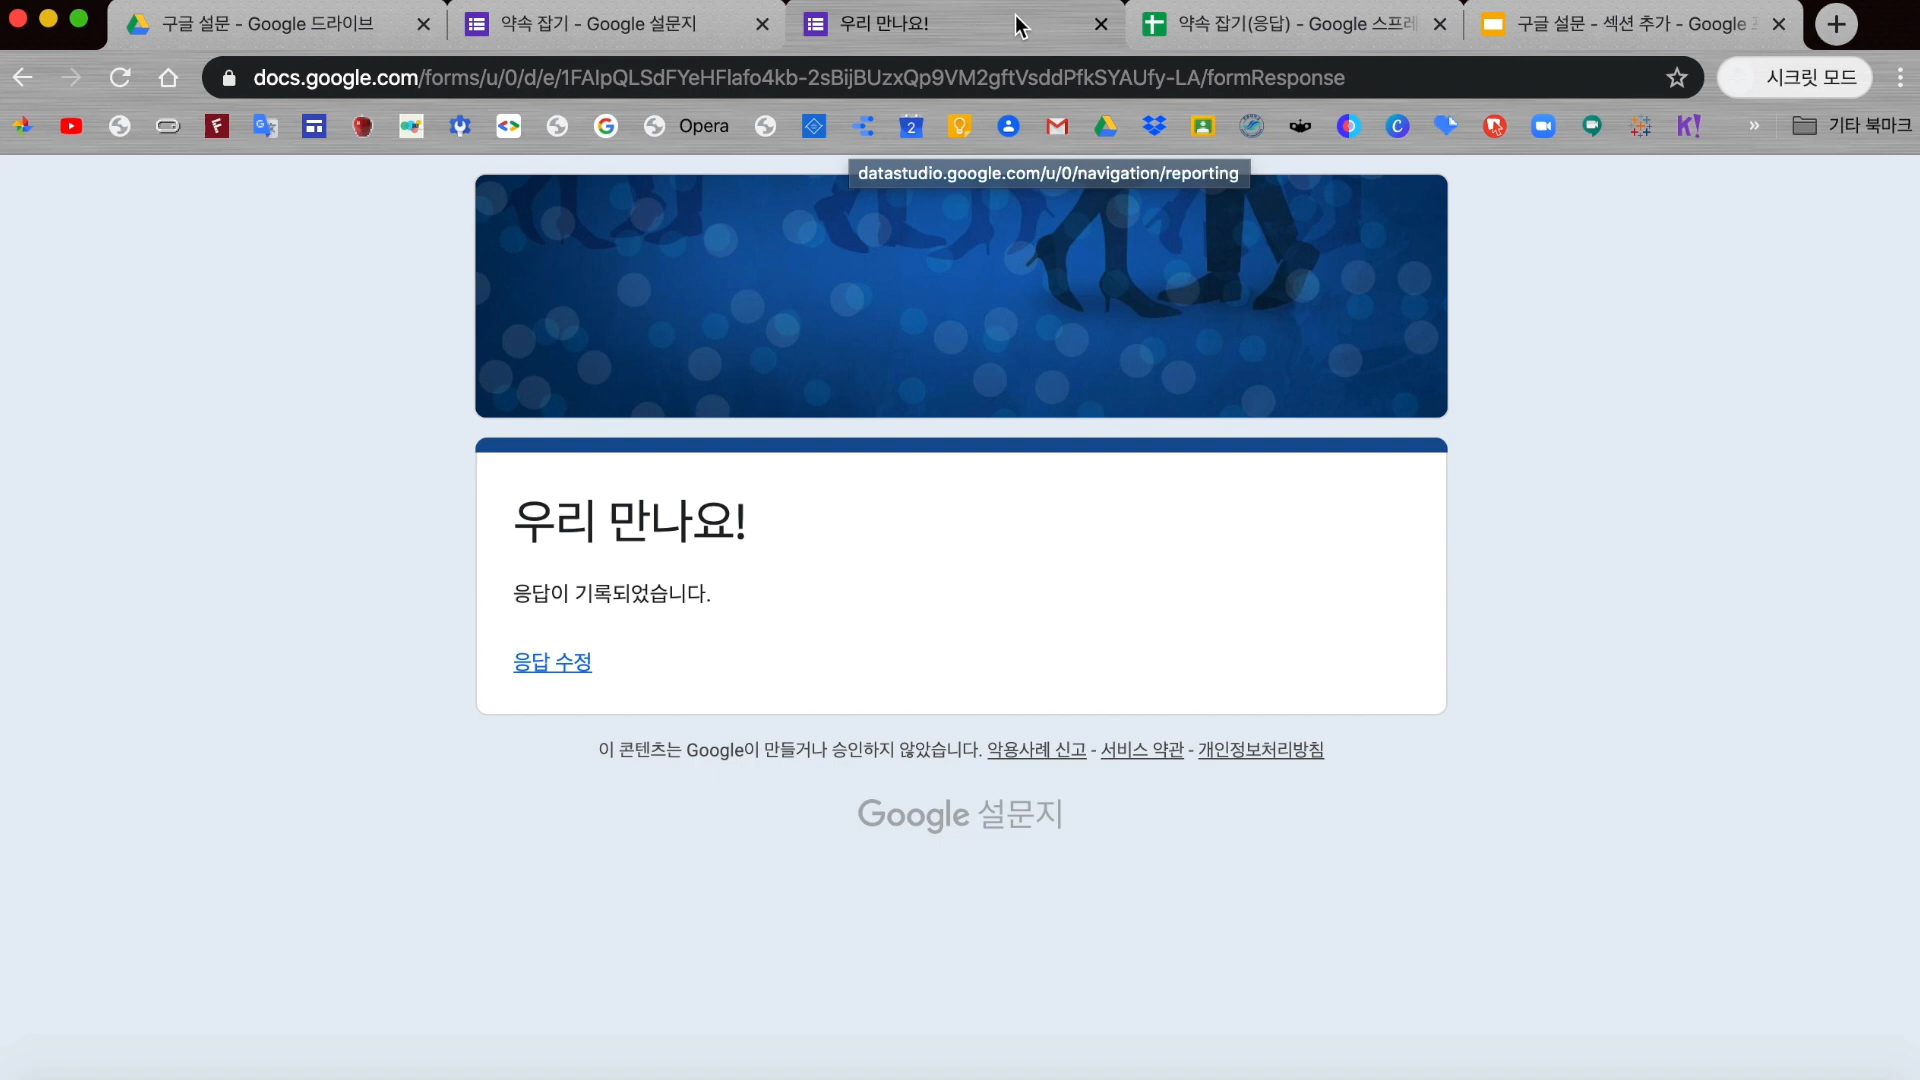 구글 설문 - Google 드라이브
약속 잡기 - Google 설문지
우리 만나요!
약속 잡기(응답) - Google 스프레
구글 설문 - 섹션 추가 - Google
docs.google.com/forms/u/0/d/e/1FAIpQLSdFYeHFlafo4kb-2sBijBUzxQp9VM2gftVsddPfkSYAUfy-LA/formResponse
시크릿 모드
Opera
2
K!
»
기타 북마크
datastudio.google.com/u/0/navigation/reporting
우리 만나요!
응답이 기록되었습니다.
응답 수정
이 콘텐츠는 Google이 만들거나 승인하지 않았습니다. 악용사례 신고 - 서비스 약관 - 개인정보처리방침
Google 설문지